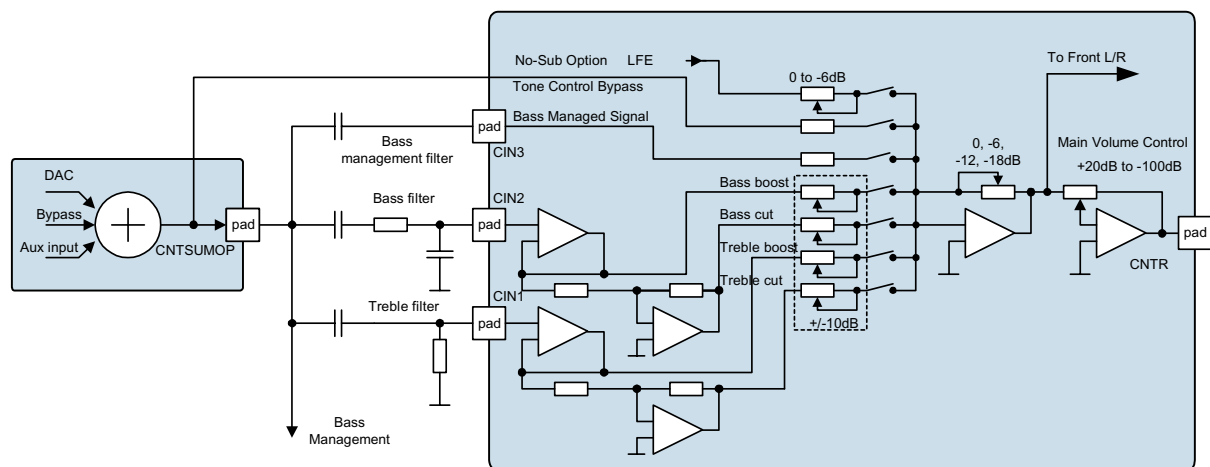 No-Sub Option LFE
To Front L/R
0 to -6dB
Tone Control Bypass
pad
Bass Managed Signal
Bass
management filter
CIN3
0, -6,
-12, -18dB
Main Volume Control
+20dB to -100dB
DAC
Bypass
Aux input
CNTSUMOP
pad
Bass filter
CIN2
pad
Bass boost
Bass cut
Treble boost
Treble cut
pad
CNTR
Treble filter
CIN1
pad
+/-10dB
Bass
Management